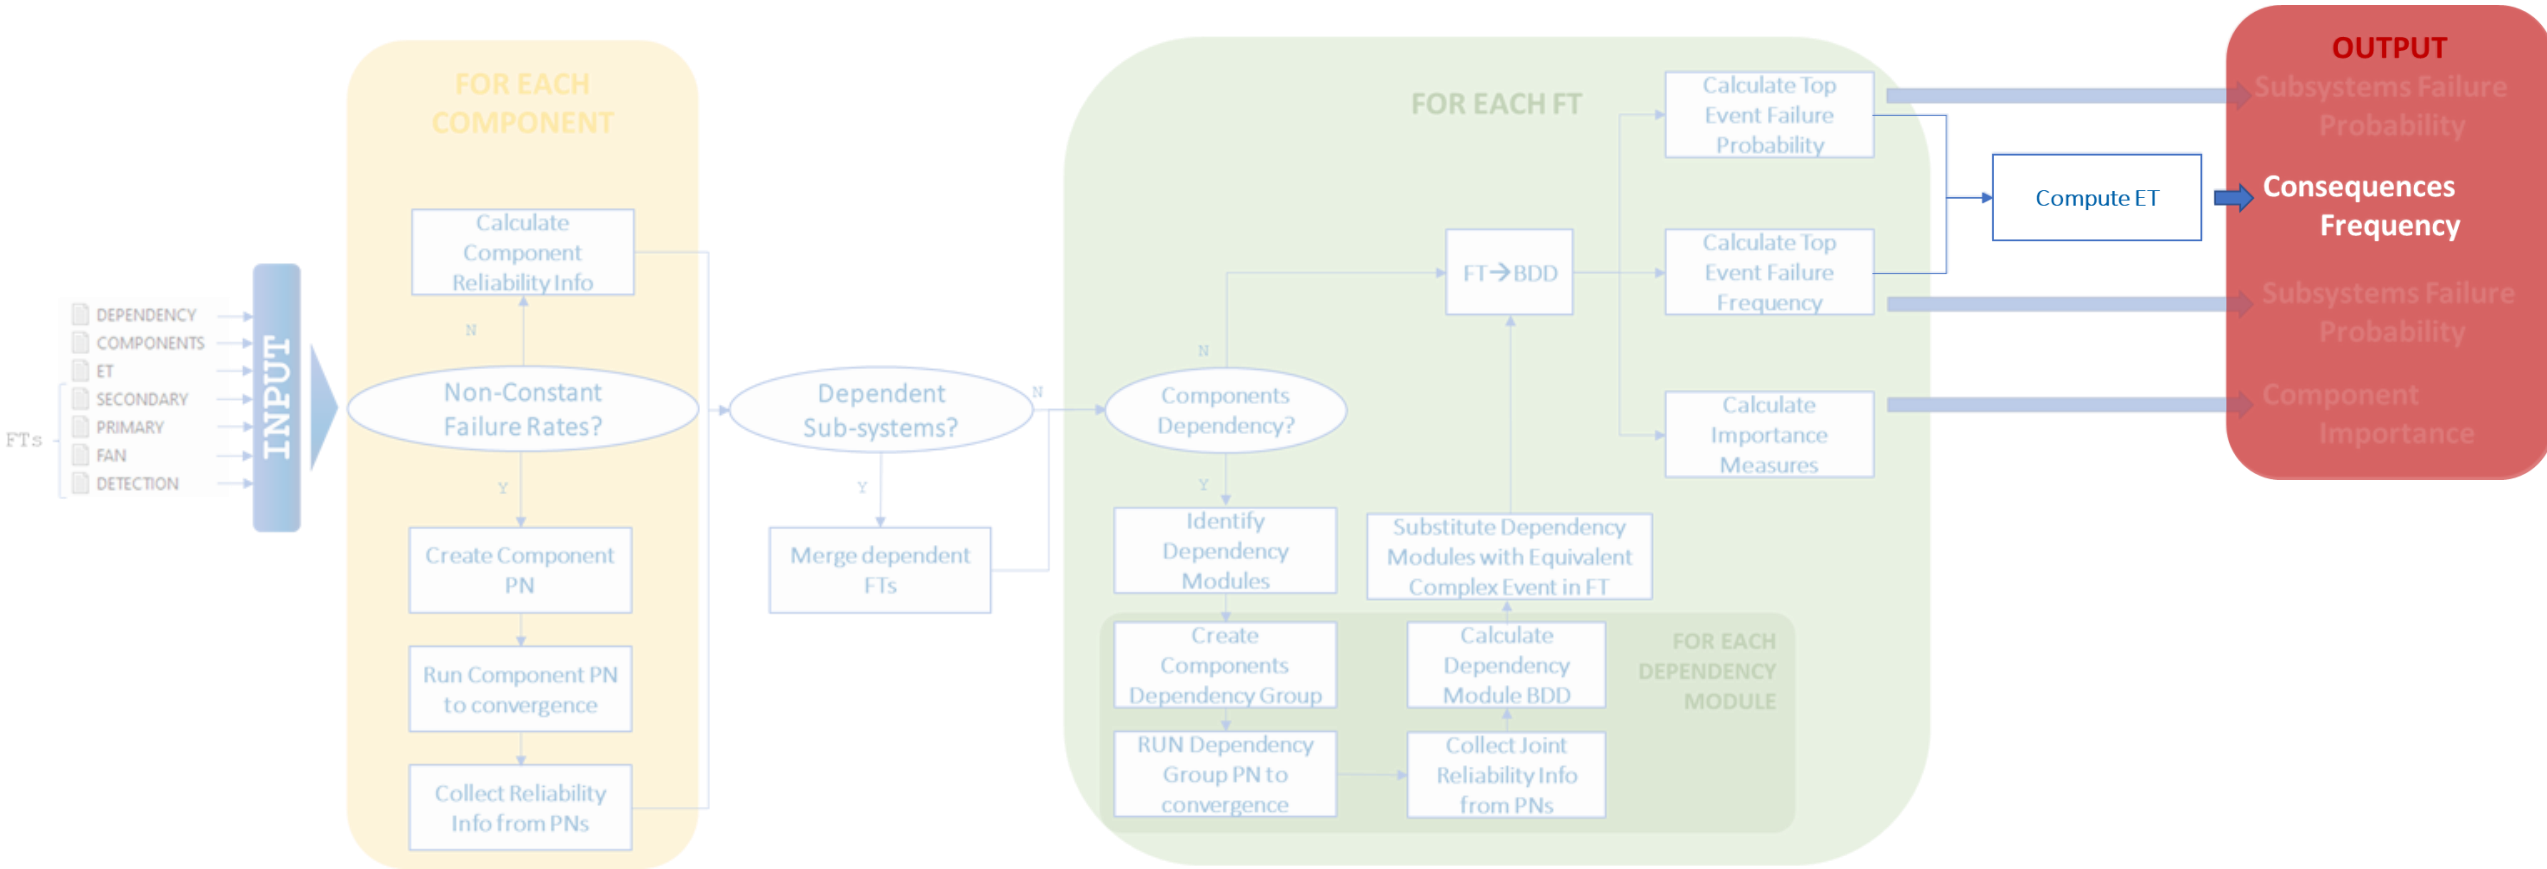 DEPENDENCY
COMPONENTS
ET
SECONDARY
PRIMARY
FAN
DETECTION
FTs
INPUT
FOR EACH
COMPONENT
Calculate
Component
Reliability Info
N
Non-Constant
Failure Rates?
Y
Create Component
PN
Run Component PN
to convergence
Collect Reliability
Info from PNs
Dependent
Sub-systems?
N
Y
Merge dependent
FTs
FOR EACH FT
Components
Dependency?
N
Y
Identify
Dependency
Modules
Create
Components
Dependency Group
RUN Dependency
Group PN to
convergence
Collect Joint
Reliability Info
from PNs
Calculate
Dependency
Module BDD
FOR EACH
DEPENDENCY
MODULE
Substitute Dependency
Modules with Equivalent
Complex Event in FT
FT→BDD
Calculate Top
Event Failure
Probability
Calculate Top
Event Failure
Frequency
Calculate
Importance
Measures
Compute ET
OUTPUT
Subsystems Failure
Probability
Consequences
Frequency
Subsystems Failure
Probability
Component
Importance